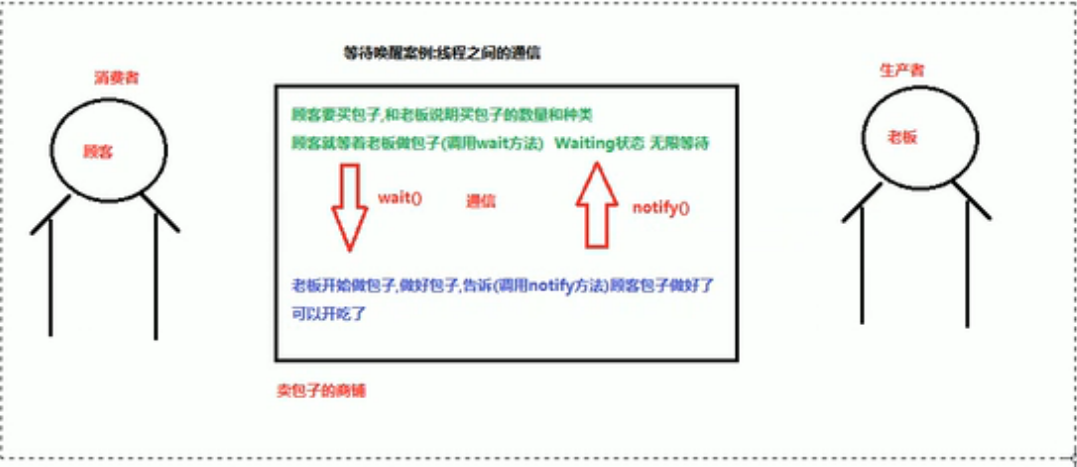 等待唤醒案例:线程之间的通信
消费者
生产者
顾客
老板
顾客要买包子,和老板说明买包子的数量和种类
顾客就等着老板做包子(调用wait方法) Waiting状态 无限等待
wait()
通信
notify()
老板开始做包子,做好包子,告诉(调用notify方法)顾客包子做好了
可以开吃了
卖包子的商铺